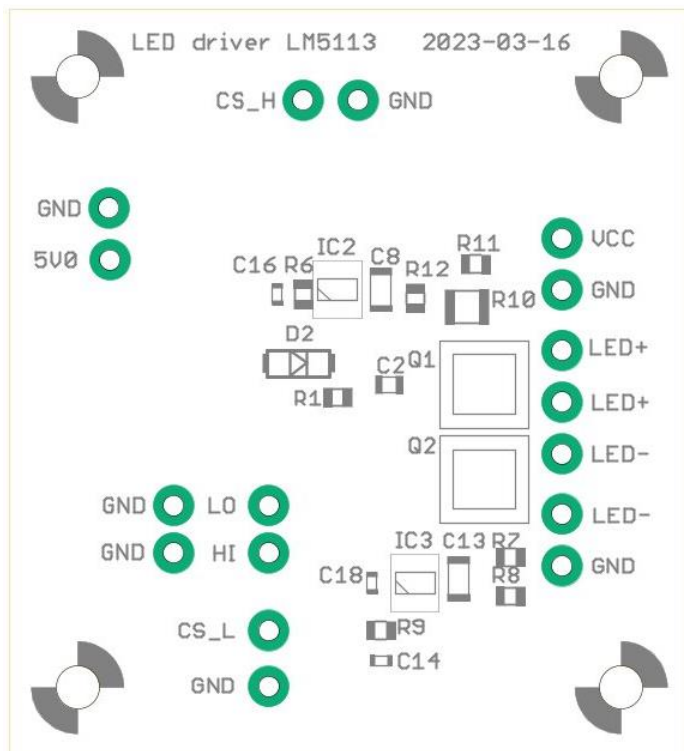 LED driver LM5113 2023-03-16
CS_H GND
GND
5V0
VCC
IC2
C8
R11
C16 R6
R12
R10
GND
D2
Q1
LED+
C2
R1
LED+
Q2
LED-
GND LO
LED-
GND HI
IC3 C13 R7
GND
C18
R8
CS_L
R9
C14
GND